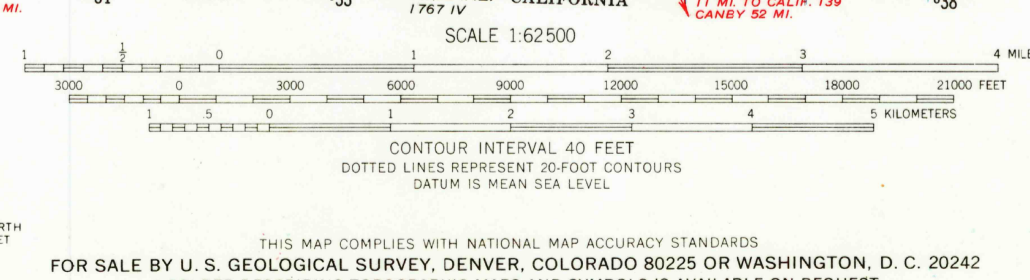 MI.
1767 IV
CALIFORNIA
11 MI. TO CALIF. 139
CANBY 52 MI.
SCALE 1:62500
1 1/2 0 1 2 3 4 MILE
3000 0 3000 6000 9000 12000 15000 18000 21000 FEET
1 .5 0 1 2 3 4 5 KILOMETERS
CONTOUR INTERVAL 40 FEET
DOTTED LINES REPRESENT 20-FOOT CONTOURS
DATUM IS MEAN SEA LEVEL
THIS MAP COMPLIES WITH NATIONAL MAP ACCURACY STANDARDS
FOR SALE BY U. S. GEOLOGICAL SURVEY, DENVER, COLORADO 80225 OR WASHINGTON, D. C. 20242